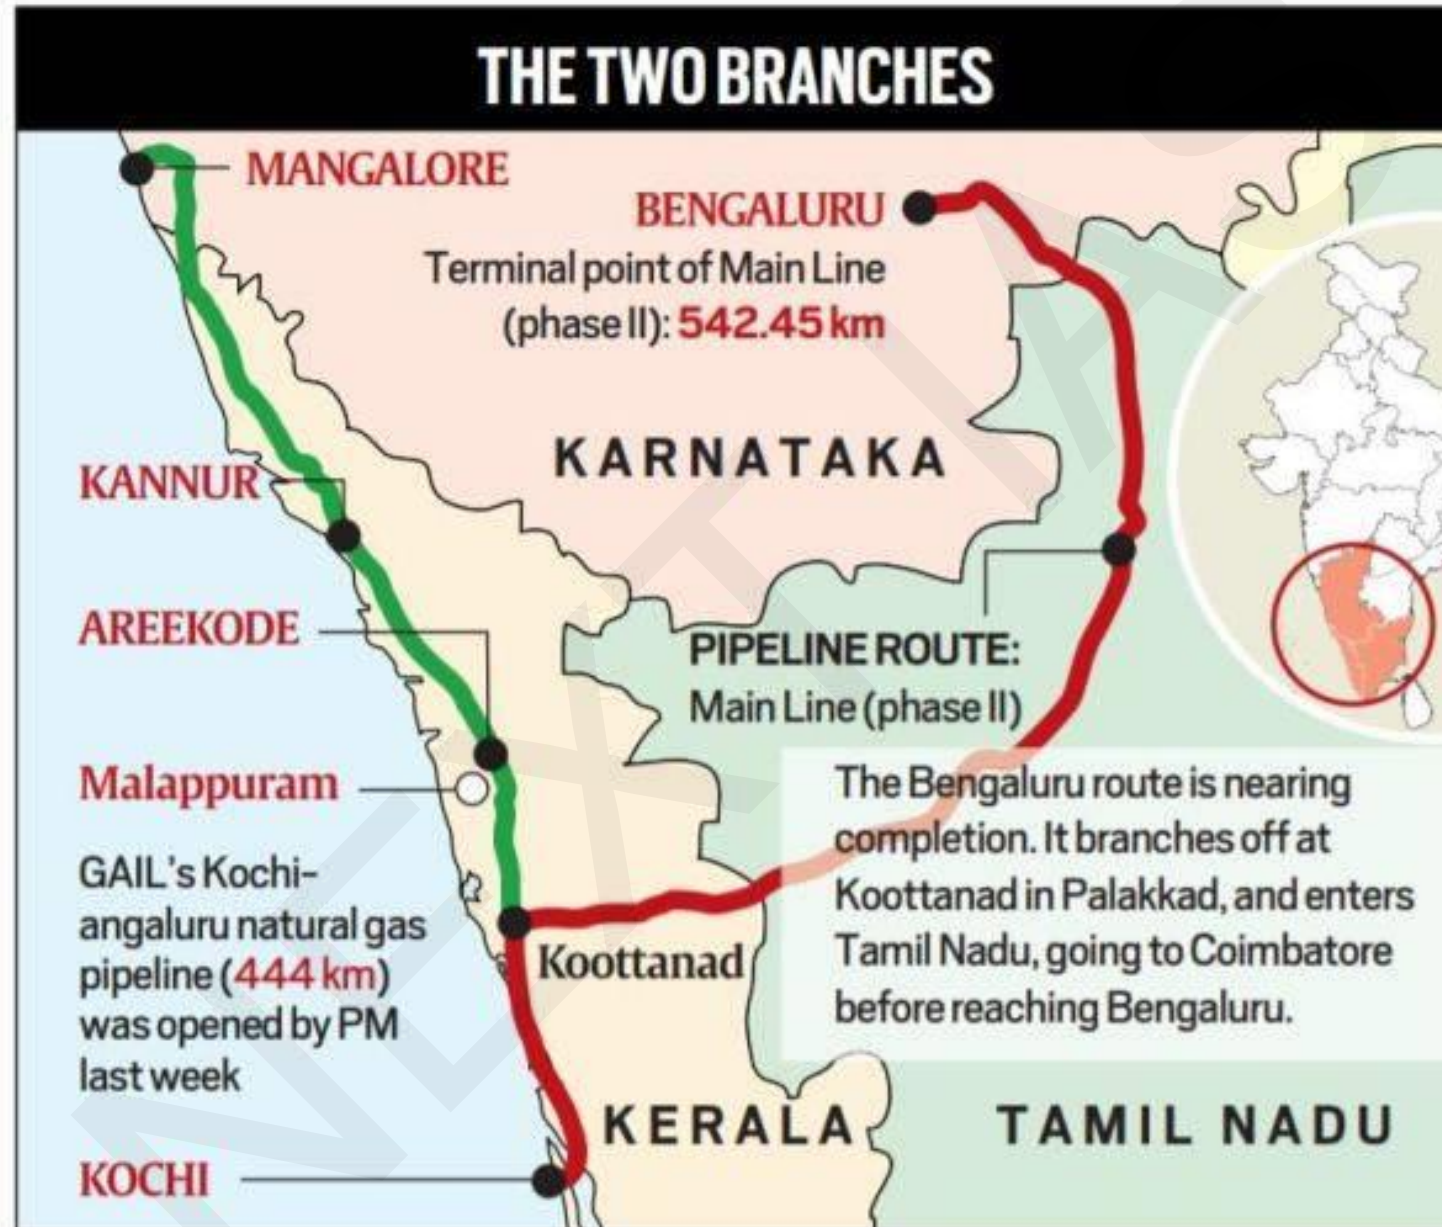 THE TWO BRANCHES
MANGALORE
BENGALURU
Terminal point of Main Line
(phase II): 542.45 km
KARNATAKA
KANNUR
AREEKODE
PIPELINE ROUTE:
Main Line (phase II)
Malappuram
The Bengaluru route is nearing
completion. It branches off at
Koottanad in Palakkad, and enters
Tamil Nadu, going to Coimbatore
before reaching Bengaluru.
GAIL's Kochi-
angaluru natural gas
pipeline (444 km)
was opened by PM
last week
Koottanad
KERALA
TAMIL NADU
KOCHI
NEXT IAS